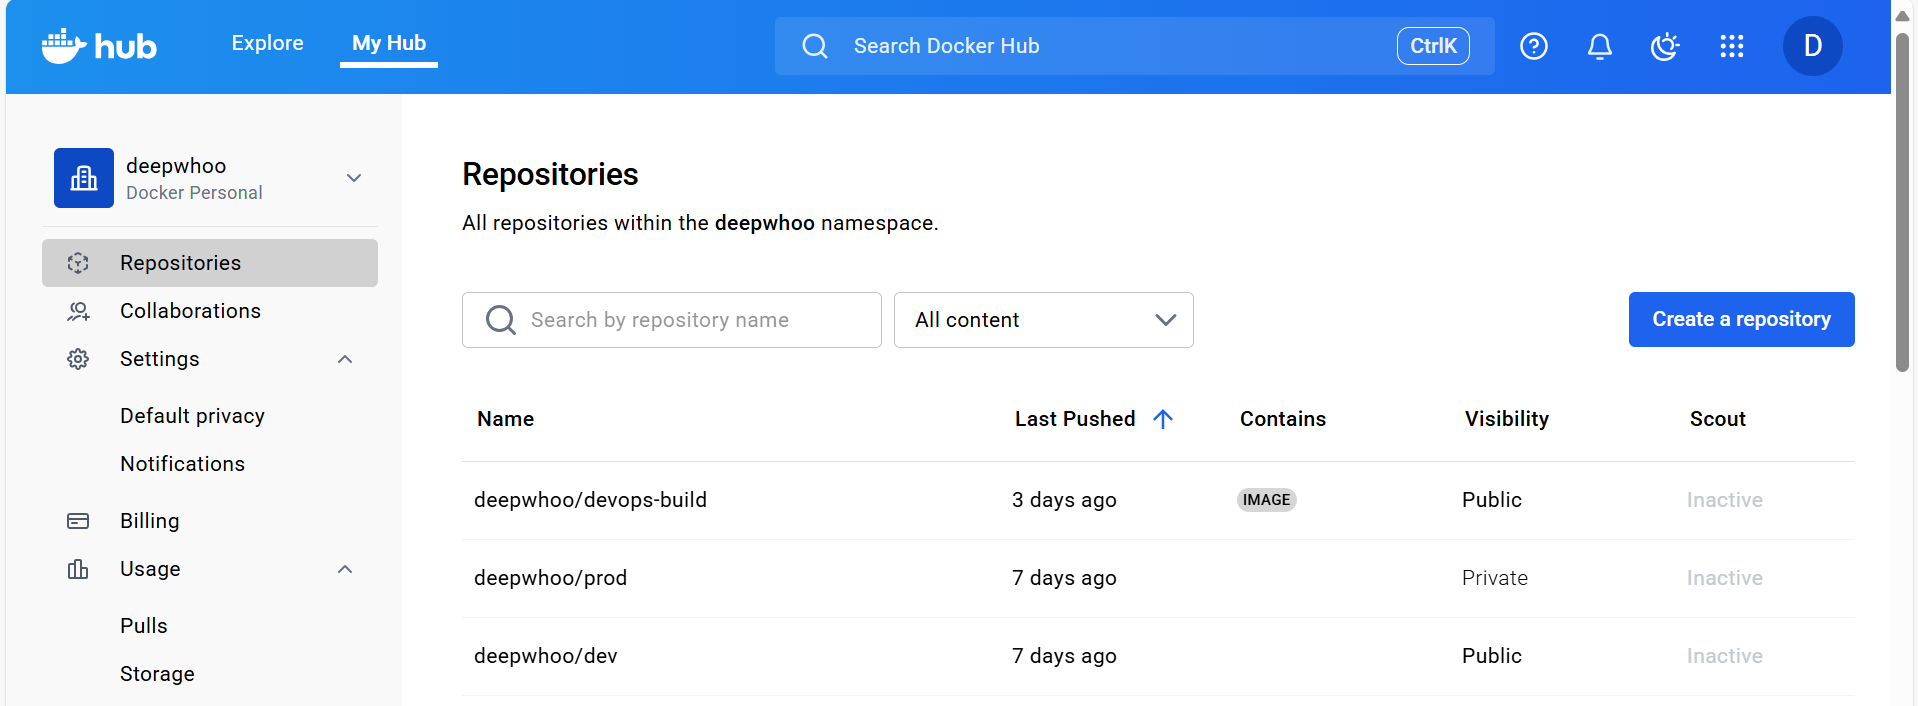 hub Explore My Hub Search Docker Hub CtrlK D
deepwhoo
Docker Personal
Repositories
Collaborations
Settings
Default privacy
Notifications
Billing
Usage
Pulls
Storage
Repositories
All repositories within the deepwhoo namespace.
Search by repository name All content Create a repository
Name Last Pushed Contains Visibility Scout
deepwhoo/devops-build 3 days ago IMAGE Public Inactive
deepwhoo/prod 7 days ago Private Inactive
deepwhoo/dev 7 days ago Public Inactive